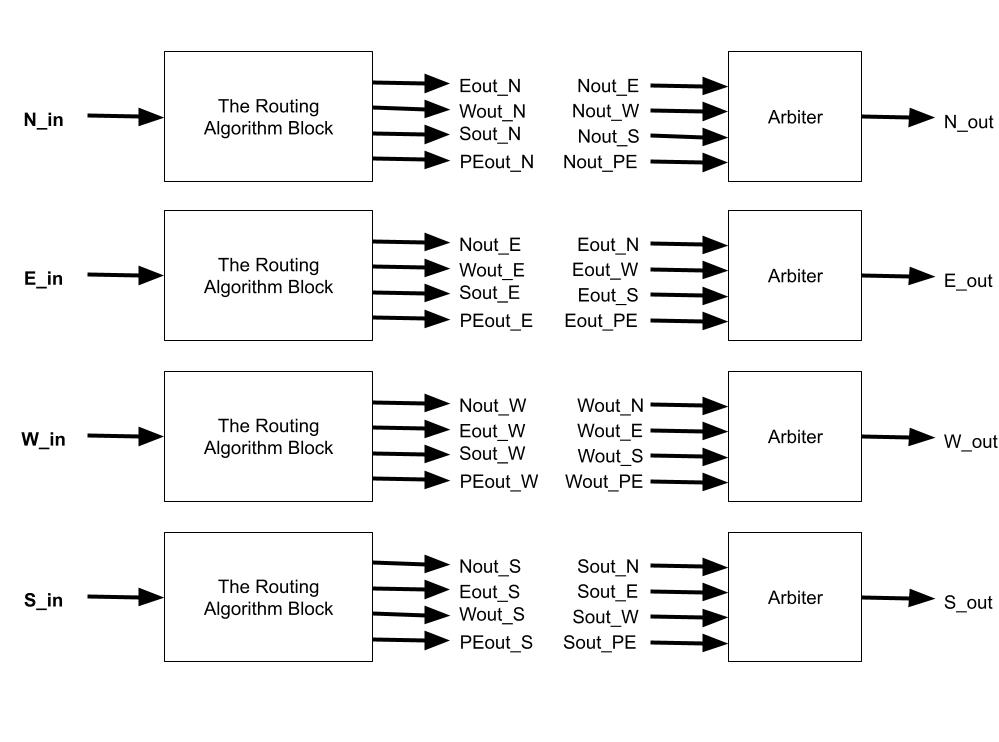 N_in
The Routing
Algorithm Block
Eout_N
Wout_N
Sout_N
PEout_N
Nout_E
Nout_W
Nout_S
Nout_PE
Arbiter
N_out
E_in
The Routing
Algorithm Block
Nout_E
Wout_E
Sout_E
PEout_E
Eout_N
Eout_W
Eout_S
Eout_PE
Arbiter
E_out
W_in
The Routing
Algorithm Block
Nout_W
Eout_W
Sout_W
PEout_W
Wout_N
Wout_E
Wout_S
Wout_PE
Arbiter
W_out
S_in
The Routing
Algorithm Block
Nout_S
Eout_S
Wout_S
PEout_S
Sout_N
Sout_E
Sout_W
Sout_PE
Arbiter
S_out